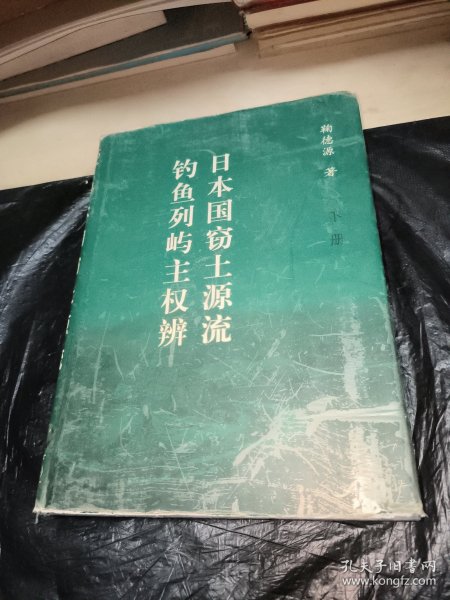 鞠德源 著
下册
日本国窃土源流
钓鱼列屿主权辨
孔夫子旧书网
www.kongfz.com